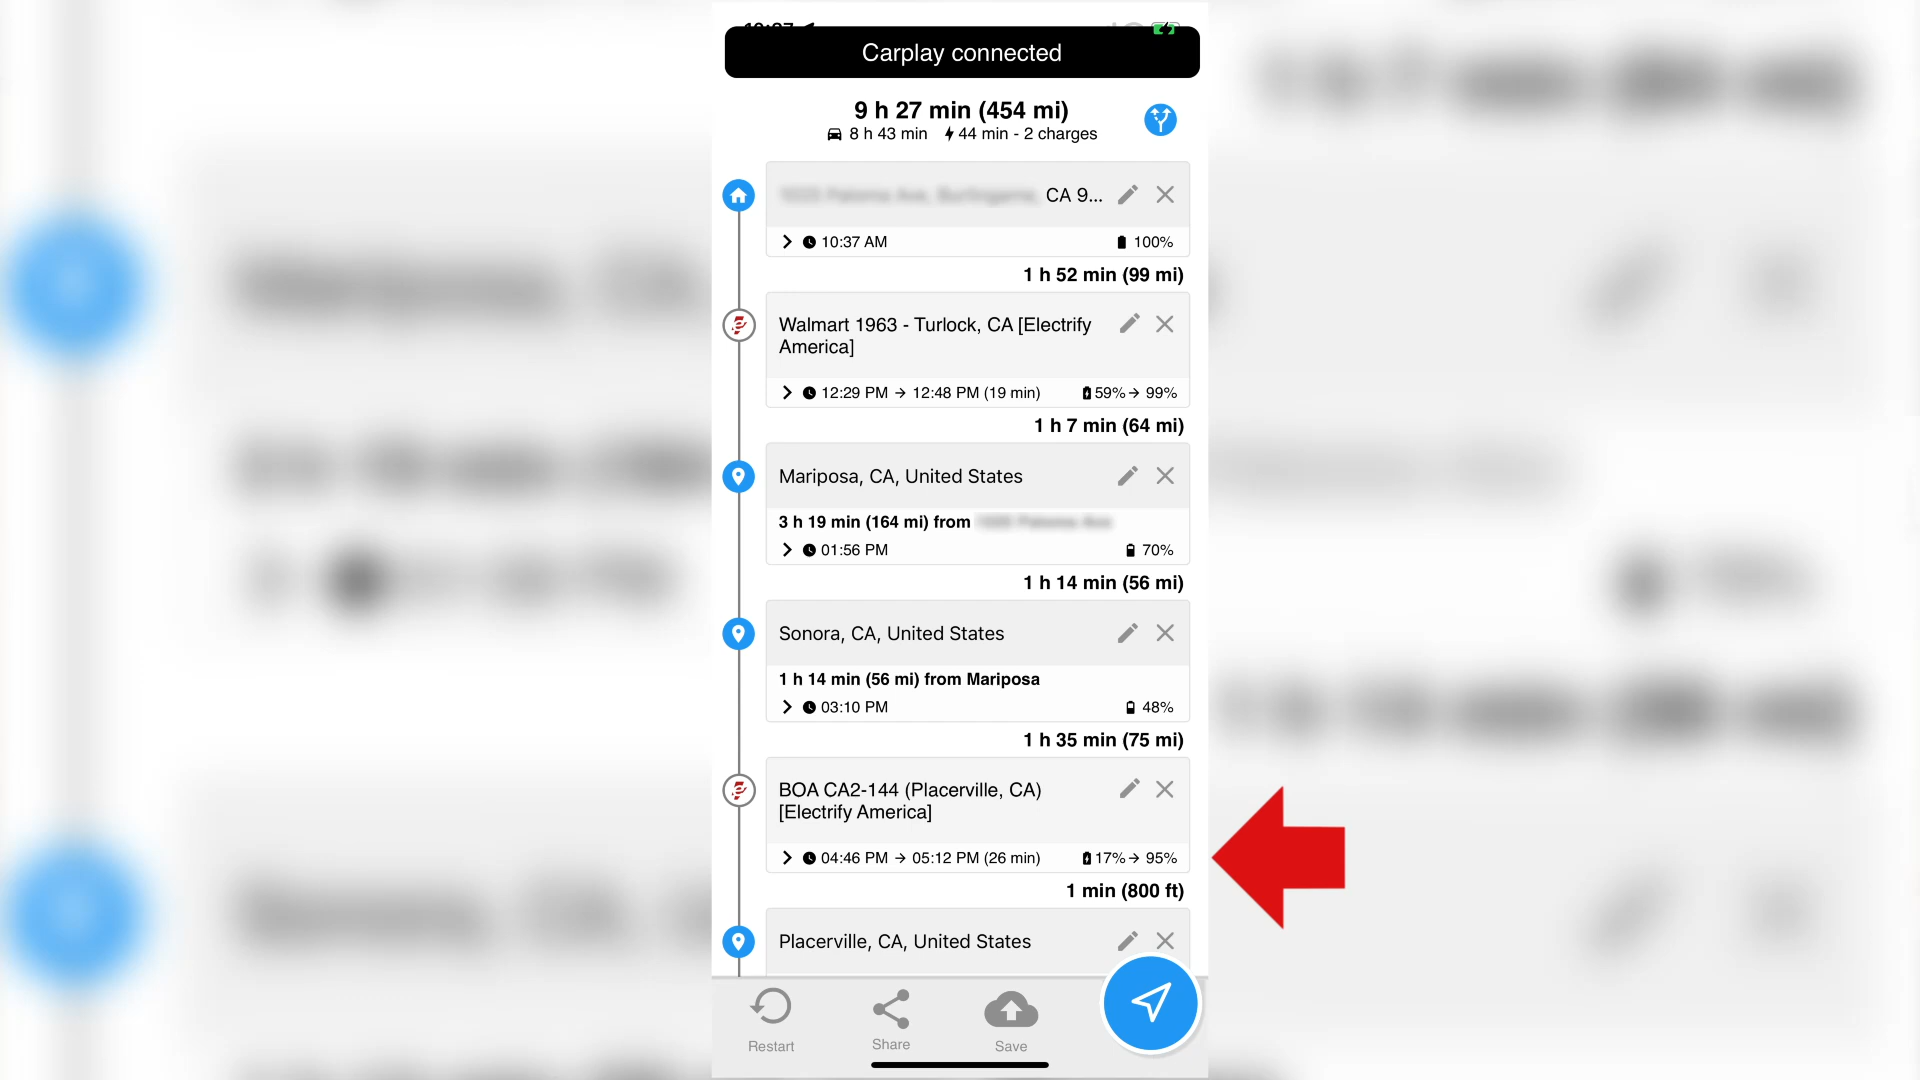 Carplay connected
9 h 27 min (454 mi)
8 h 43 min 44 min - 2 charges
CA 9...
10:37 AM 100%
1 h 52 min (99 mi)
Walmart 1963 - Turlock, CA [Electrify
America]
12:29 PM → 12:48 PM (19 min) 59% → 99%
1 h 7 min (64 mi)
Mariposa, CA, United States
3 h 19 min (164 mi) from
01:56 PM 70%
1 h 14 min (56 mi)
Sonora, CA, United States
1 h 14 min (56 mi) from Mariposa
03:10 PM 48%
1 h 35 min (75 mi)
BOA CA2-144 (Placerville, CA)
[Electrify America]
04:46 PM → 05:12 PM (26 min) 17% → 95%
1 min (800 ft)
Placerville, CA, United States
Restart Share Save